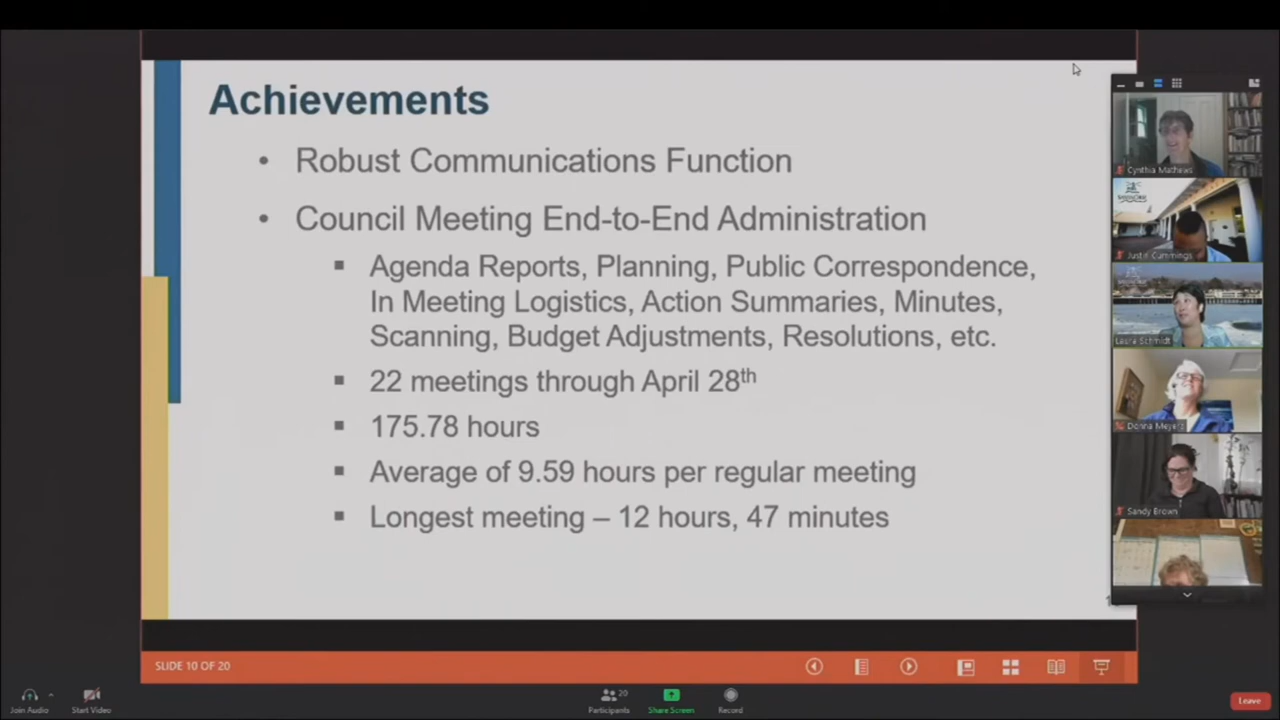 Achievements
• Robust Communications Function
• Council Meeting End-to-End Administration
▪ Agenda Reports, Planning, Public Correspondence,
In Meeting Logistics, Action Summaries, Minutes,
Scanning, Budget Adjustments, Resolutions, etc.
▪ 22 meetings through April 28th
▪ 175.78 hours
▪ Average of 9.59 hours per regular meeting
▪ Longest meeting – 12 hours, 47 minutes
Cynthia Mathews
Justin Cummings
Laura Schmidt
Donna Meyers
Sandy Brown
SLIDE 10 OF 20
Join Audio
Start Video
20
Participants
Share Screen
Record
Leave